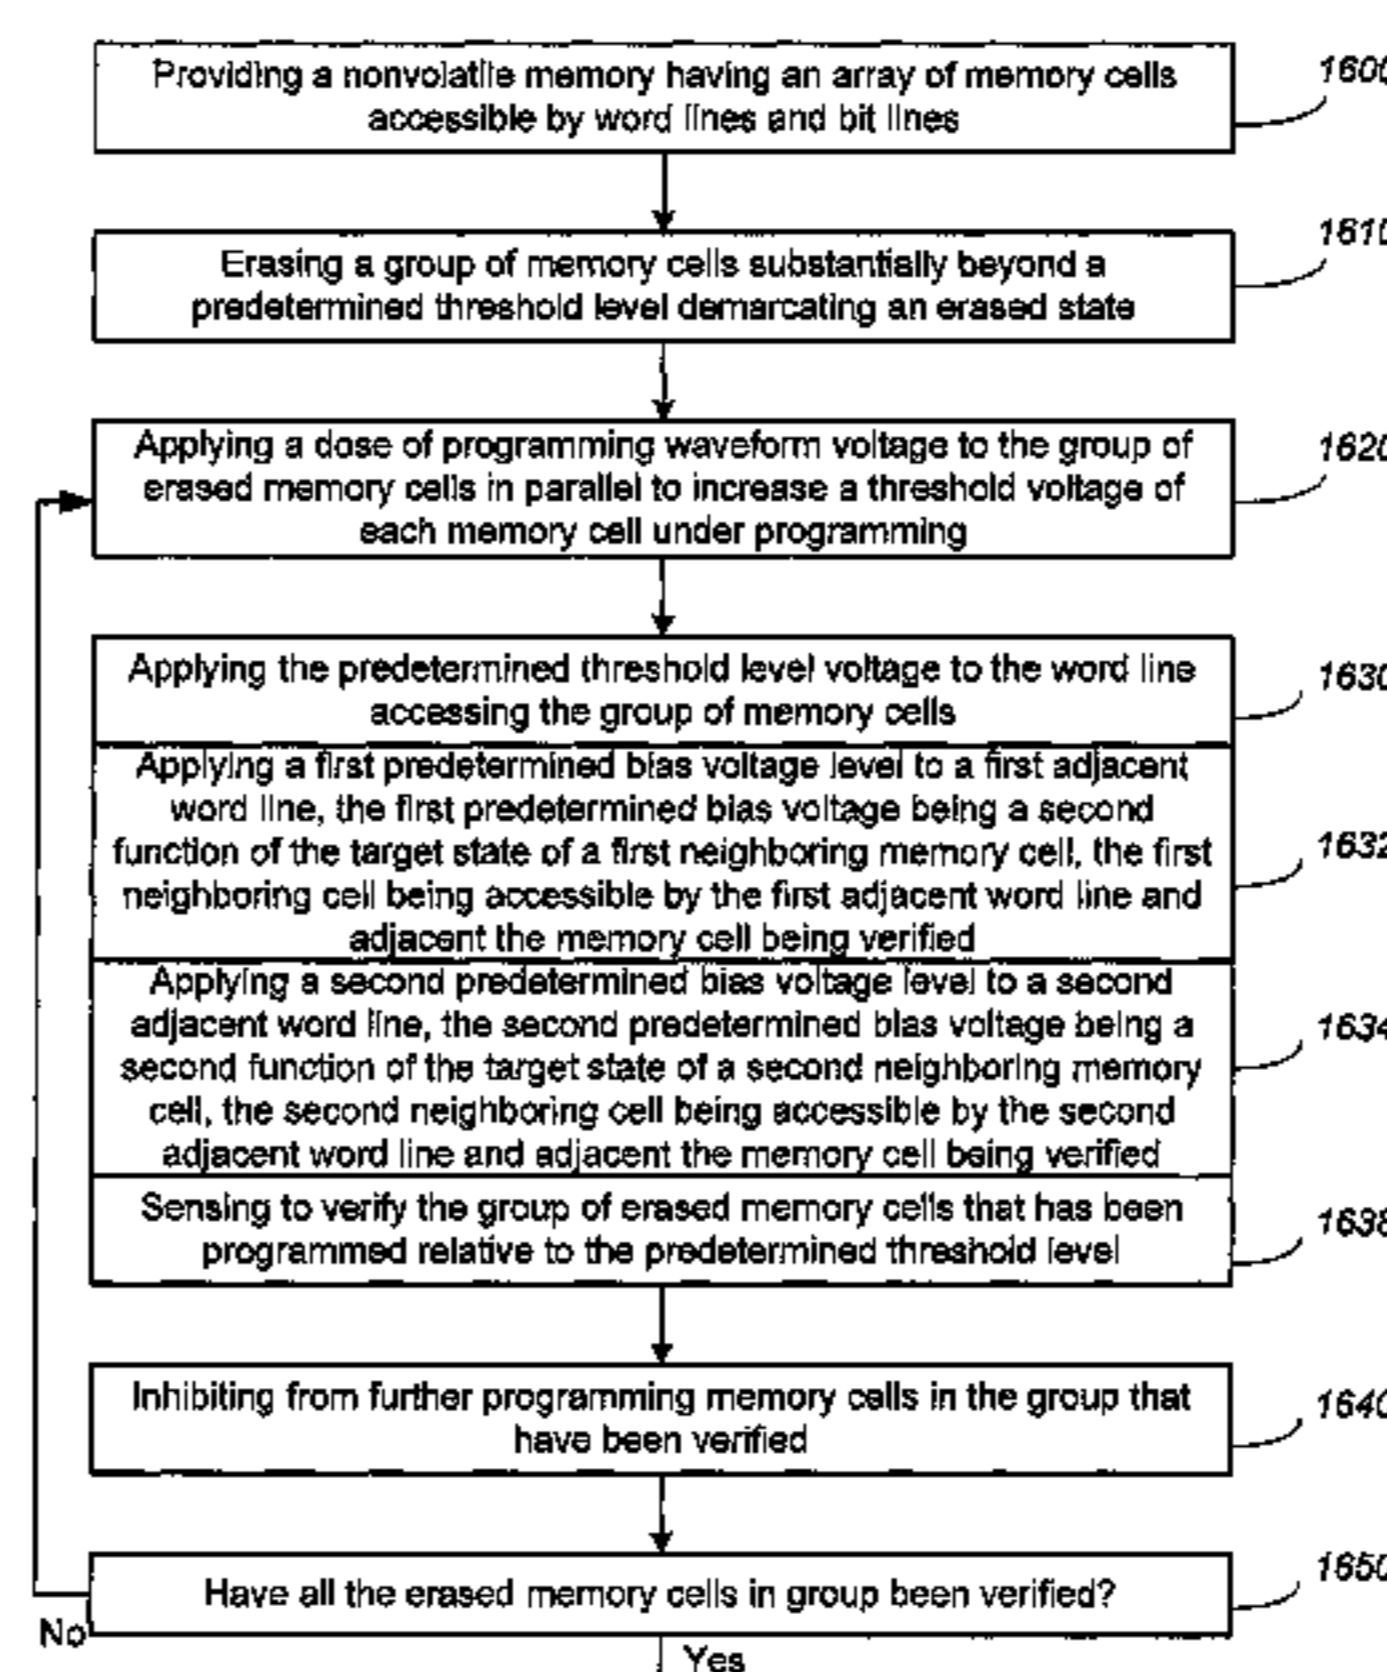 Providing a nonvolatile memory having an array of memory cells
accessible by word lines and bit lines
1600
Erasing a group of memory cells substantially beyond a
predetermined threshold level demarcating an erased state
1610
Applying a dose of programming waveform voltage to the group of
erased memory cells in parallel to increase a threshold voltage of
each memory cell under programming
1620
Applying the predetermined threshold level voltage to the word line
accessing the group of memory cells
1630
Applying a first predetermined bias voltage level to a first adjacent
word line, the first predetermined bias voltage being a second
function of the target state of a first neighboring memory cell, the first
neighboring cell being accessible by the first adjacent word line and
adjacent the memory cell being verified
1632
Applying a second predetermined bias voltage level to a second
adjacent word line, the second predetermined bias voltage being a
second function of the target state of a second neighboring memory
cell, the second neighboring cell being accessible by the second
adjacent word line and adjacent the memory cell being verified
1634
Sensing to verify the group of erased memory cells that has been
programmed relative to the predetermined threshold level
1638
Inhibiting from further programming memory cells in the group that
have been verified
1640
Have all the erased memory cells in group been verified?
1650
No
Yes